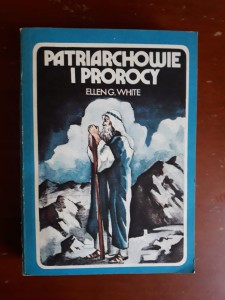 PATRIARCHOWIE
I PROROCY
ELLEN G. WHITE